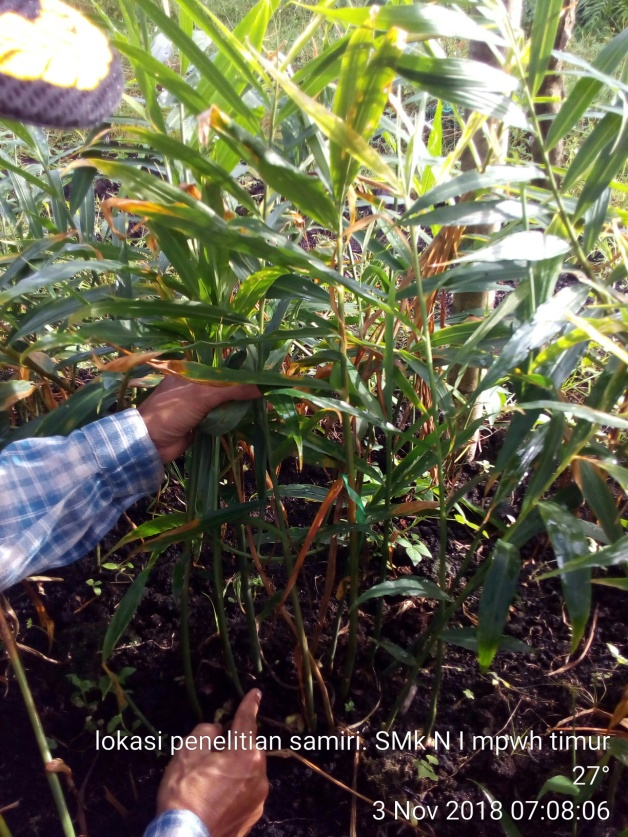 lokasi penelitian samiri. SMk N I mpwh timur
27°
3 Nov 2018 07:08:06